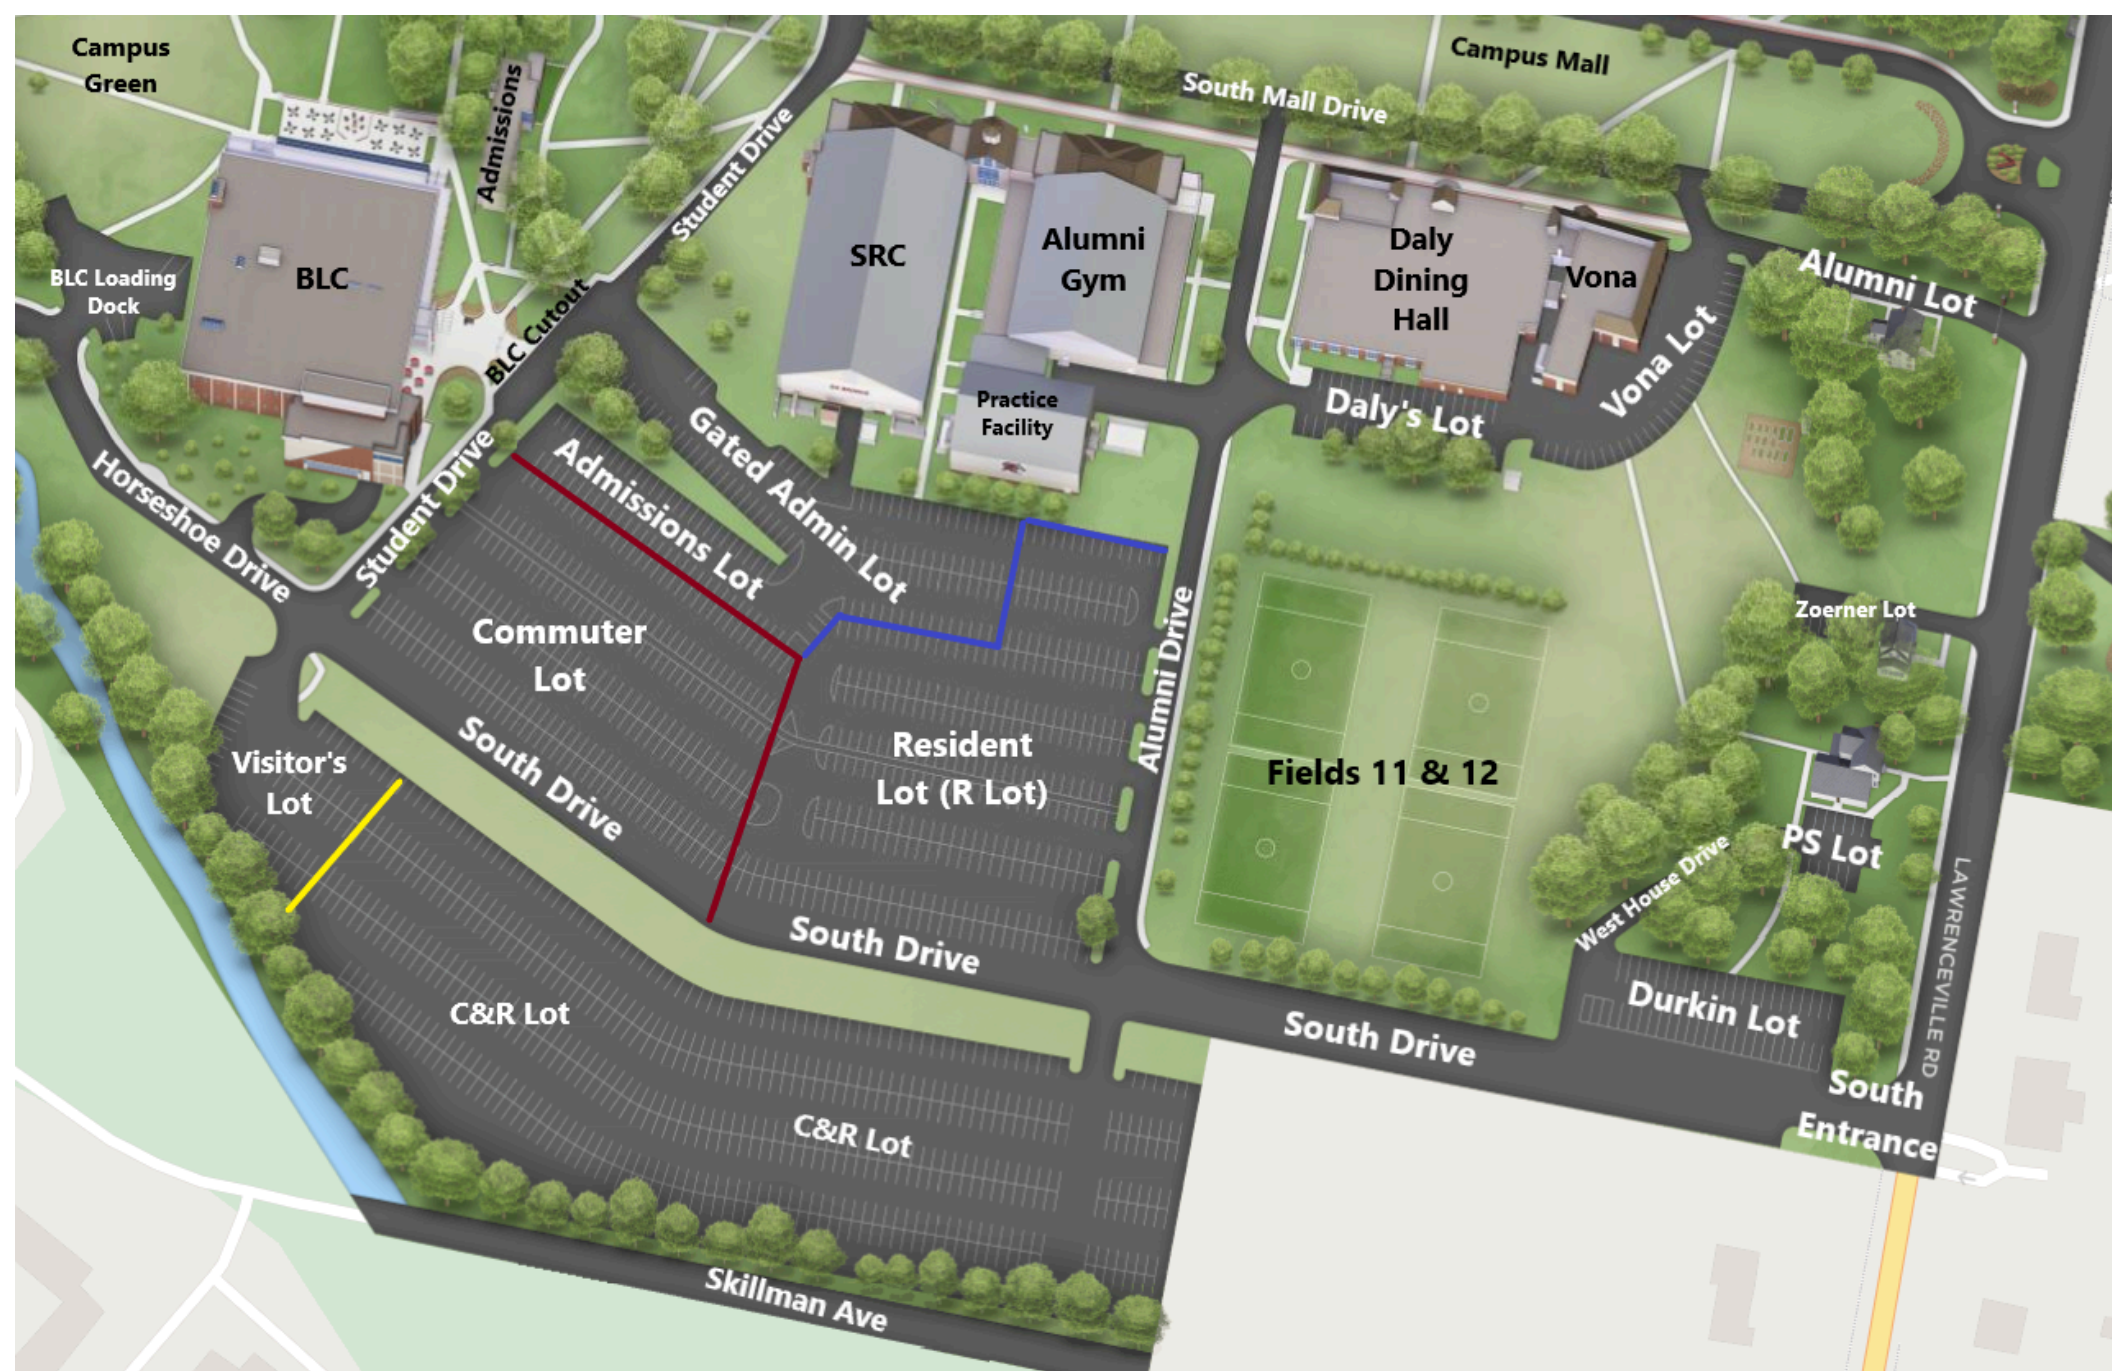 Campus
Green
Admissions
Student Drive
South Mall Drive
Campus Mall
BLC Loading
Dock
BLC
BLC Cutout
SRC
Alumni
Gym
Daly
Dining
Hall
Vona
Alumni Lot
Vona Lot
Practice
Facility
Daly's Lot
Horseshoe Drive
Student Drive
Admissions Lot
Gated Admin Lot
Commuter
Lot
Alumni Drive
Zoerner Lot
Visitor's
Lot
South Drive
Resident
Lot (R Lot)
Fields 11 & 12
PS Lot
West House Drive
LAWRENCEVILLE RD
South Drive
C&R Lot
Durkin Lot
South Drive
South
Entrance
C&R Lot
Skillman Ave